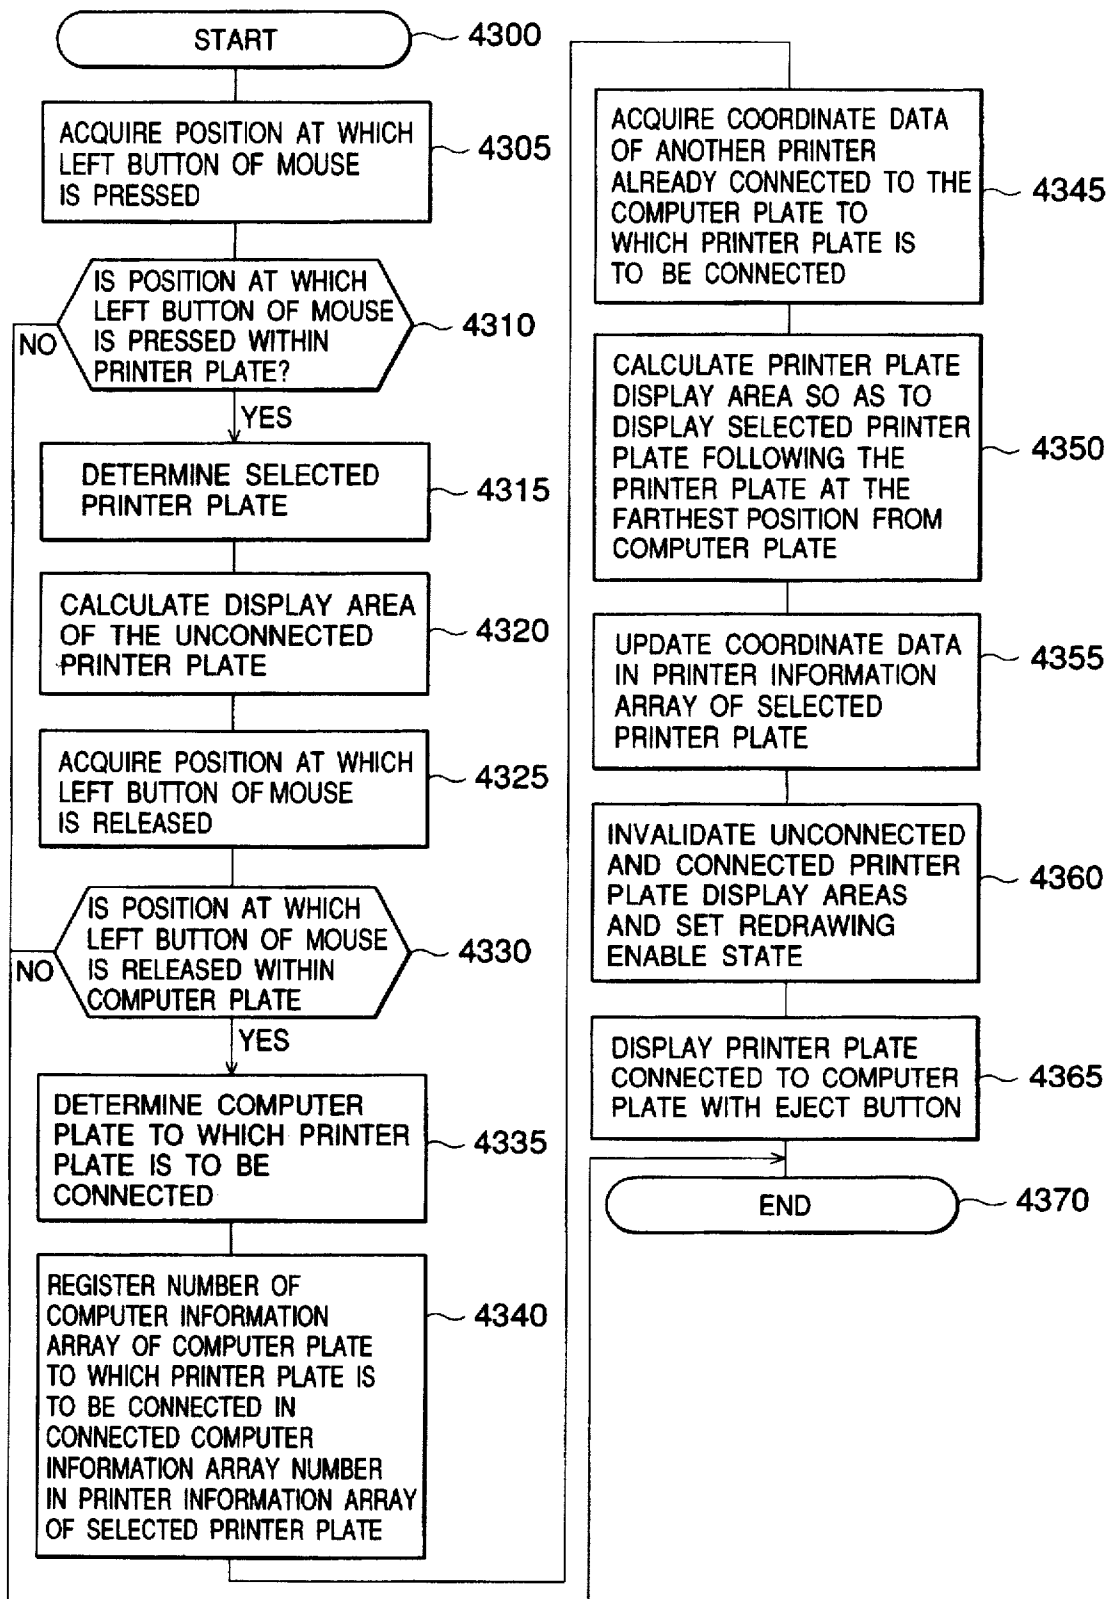 START
4300
ACQUIRE POSITION AT WHICH
LEFT BUTTON OF MOUSE
IS PRESSED
4305
IS POSITION AT WHICH
LEFT BUTTON OF MOUSE
IS PRESSED WITHIN
PRINTER PLATE?
4310
NO
YES
DETERMINE SELECTED
PRINTER PLATE
4315
CALCULATE DISPLAY AREA
OF THE UNCONNECTED
PRINTER PLATE
4320
ACQUIRE POSITION AT WHICH
LEFT BUTTON OF MOUSE
IS RELEASED
4325
IS POSITION AT WHICH
LEFT BUTTON OF MOUSE
IS RELEASED WITHIN
COMPUTER PLATE
4330
NO
YES
DETERMINE COMPUTER
PLATE TO WHICH PRINTER
PLATE IS TO BE
CONNECTED
4335
REGISTER NUMBER OF
COMPUTER INFORMATION
ARRAY OF COMPUTER PLATE
TO WHICH PRINTER PLATE IS
TO BE CONNECTED IN
CONNECTED COMPUTER
INFORMATION ARRAY NUMBER
IN PRINTER INFORMATION ARRAY
OF SELECTED PRINTER PLATE
4340
ACQUIRE COORDINATE DATA
OF ANOTHER PRINTER
ALREADY CONNECTED TO THE
COMPUTER PLATE TO
WHICH PRINTER PLATE IS
TO BE CONNECTED
4345
CALCULATE PRINTER PLATE
DISPLAY AREA SO AS TO
DISPLAY SELECTED PRINTER
PLATE FOLLOWING THE
PRINTER PLATE AT THE
FARTHEST POSITION FROM
COMPUTER PLATE
4350
UPDATE COORDINATE DATA
IN PRINTER INFORMATION
ARRAY OF SELECTED
PRINTER PLATE
4355
INVALIDATE UNCONNECTED
AND CONNECTED PRINTER
PLATE DISPLAY AREAS
AND SET REDRAWING
ENABLE STATE
4360
DISPLAY PRINTER PLATE
CONNECTED TO COMPUTER
PLATE WITH EJECT BUTTON
4365
END
4370